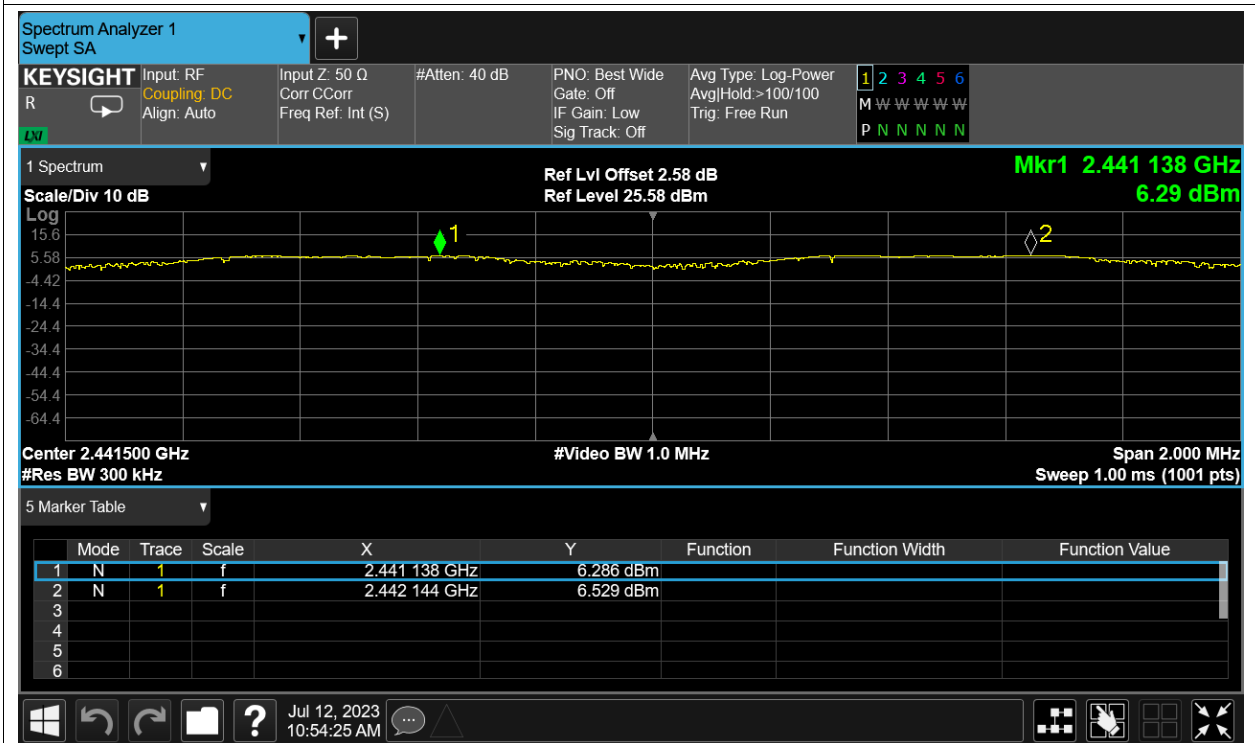 Spectrum Analyzer 1
Swept SA
+
KEYSIGHT Input: RF Input Z: 50 Ω #Atten: 40 dB PNO: Best Wide Avg Type: Log-Power 1 2 3 4 5 6
R Coupling: DC Corr CCorr Gate: Off Avg|Hold:>100/100 M W W W W W
Align: Auto Freq Ref: Int (S) IF Gain: Low Trig: Free Run
LXI Sig Track: Off P N N N N N
1 Spectrum Ref Lvl Offset 2.58 dB Mkr1 2.441 138 GHz
Scale/Div 10 dB Ref Level 25.58 dBm 6.29 dBm
Log
15.6
5.58
-4.42
-14.4
-24.4
-34.4
-44.4
-54.4
-64.4
1
2
Center 2.441500 GHz #Video BW 1.0 MHz Span 2.000 MHz
#Res BW 300 kHz Sweep 1.00 ms (1001 pts)
5 Marker Table
Mode Trace Scale X Y Function Function Width Function Value
1 N 1 f 2.441 138 GHz 6.286 dBm
2 N 1 f 2.442 144 GHz 6.529 dBm
3
4
5
6
? Jul 12, 2023
10:54:25 AM